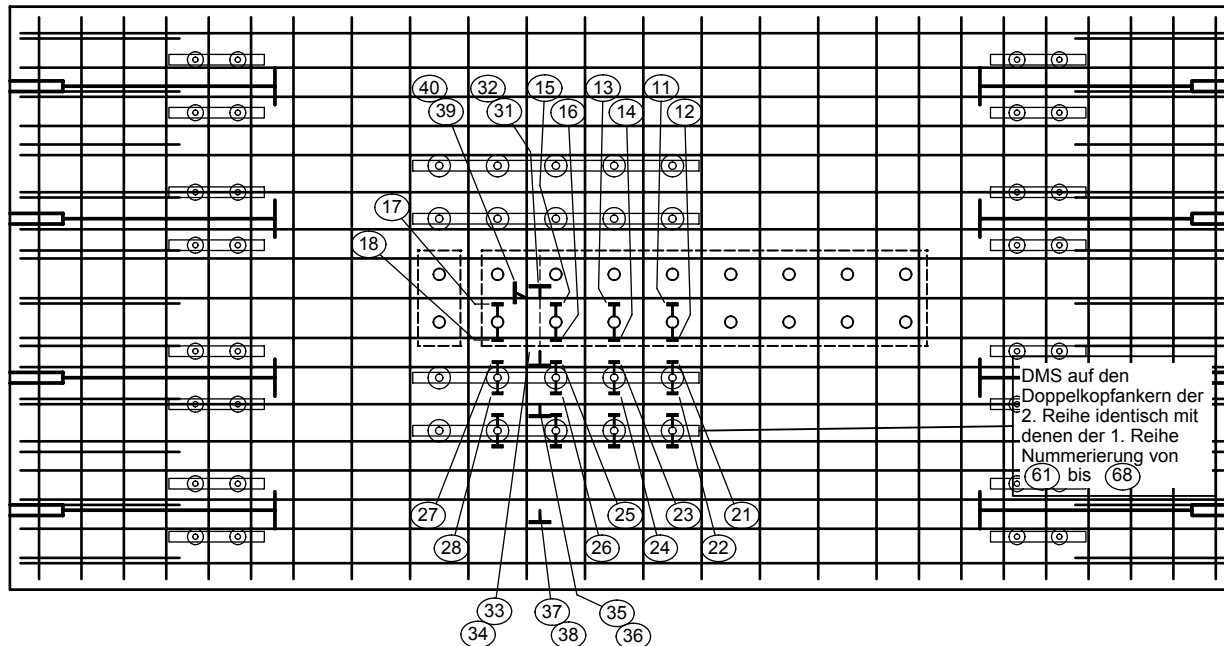 40 32 15 13 11
39 31 16 14 12
17
18
DMS auf den
Doppelkopfankern der
2. Reihe identisch mit
denen der 1. Reihe
Nummerierung von
61 bis 68
27 25 23 21
28 26 24 22
33 37 35
34 38 36